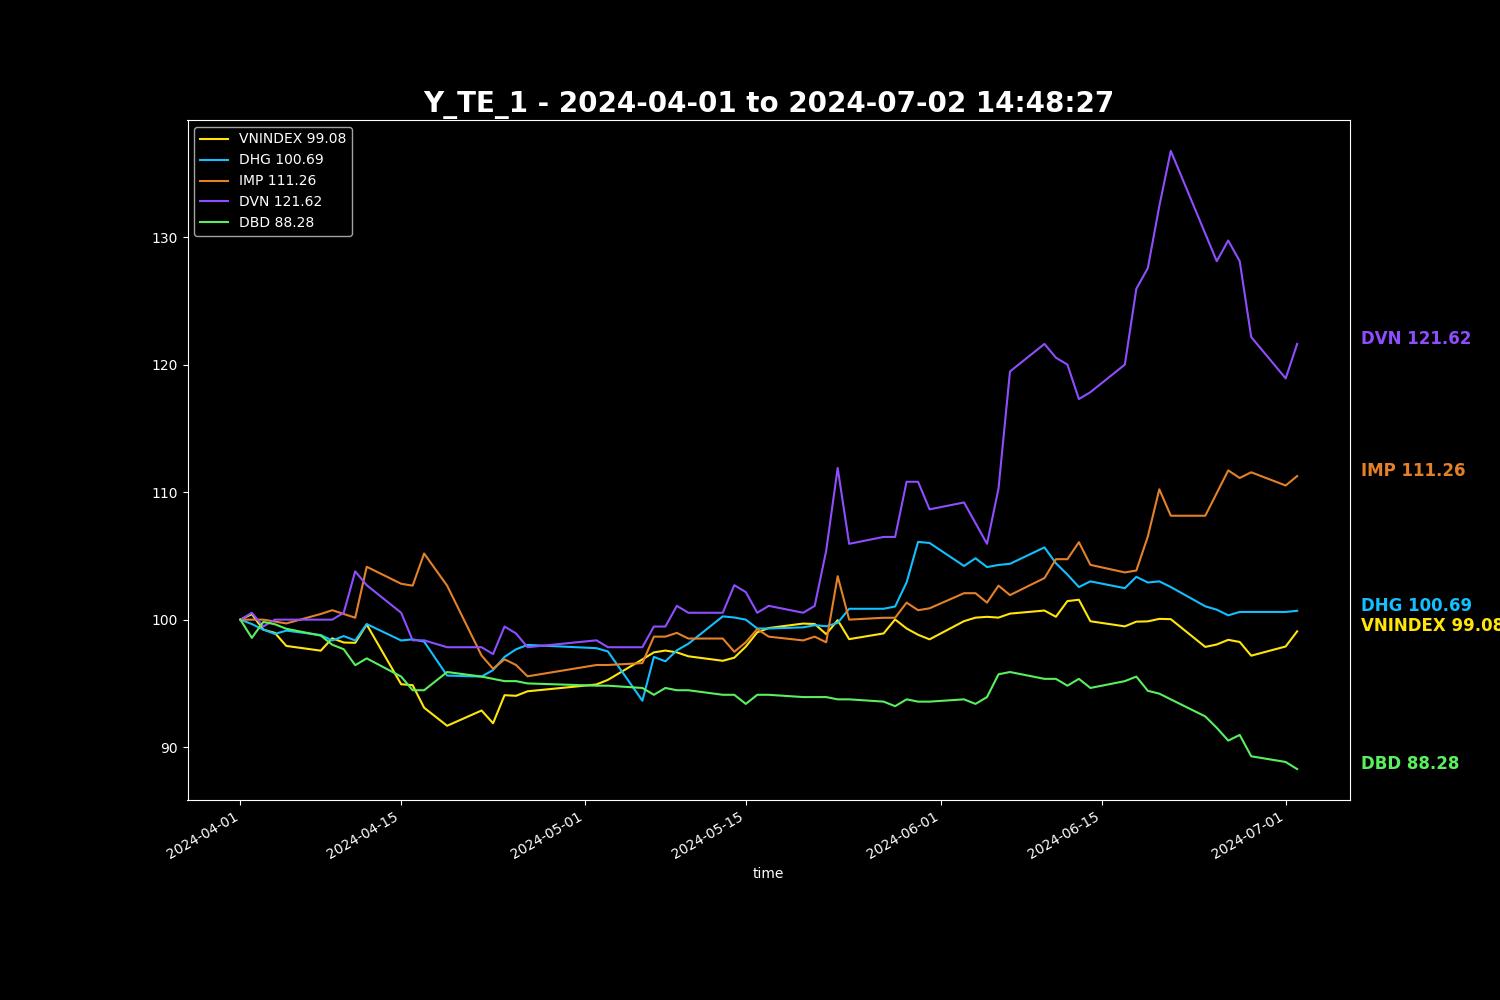 Y_TE_1 - 2024-04-01 to 2024-07-02 14:48:27
VNINDEX 99.08
DHG 100.69
IMP 111.26
DVN 121.62
DBD 88.28
130
120
110
100
90
DVN 121.62
IMP 111.26
DHG 100.69
VNINDEX 99.08
DBD 88.28
2024-04-01
2024-04-15
2024-05-01
2024-05-15
2024-06-01
2024-06-15
2024-07-01
time